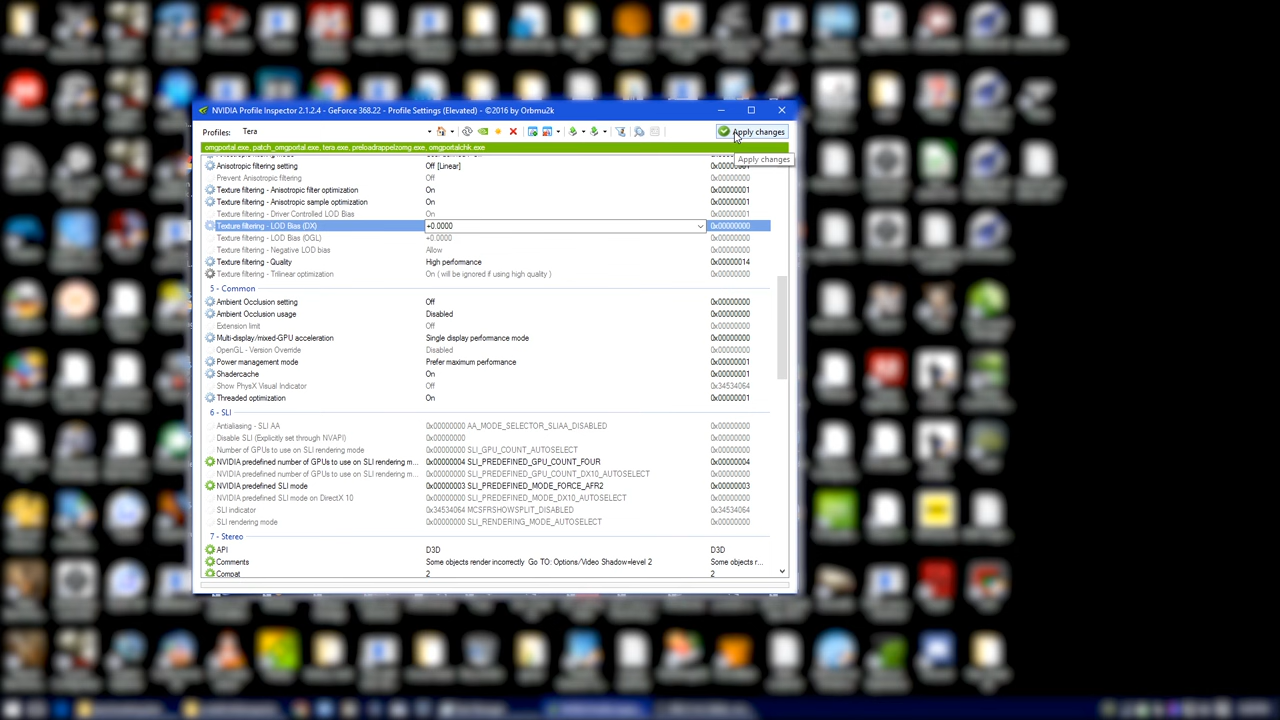 NVIDIA Profile Inspector 2.1.2.4 - GeForce 368.22 - Profile Settings (Elevated) - ©2016 by Orbmu2k
Profiles: Tera Apply changes
omgportal.exe, patch_omgportal.exe, tera.exe, preloadrappelzomg.exe, omgportalchk.exe
Apply changes
Anisotropic filtering setting Off [Linear]
Prevent Anisotropic filtering Off 0x00000000
Texture filtering - Anisotropic filter optimization On 0x00000001
Texture filtering - Anisotropic sample optimization On 0x00000001
Texture filtering - Driver Controlled LOD Bias On 0x00000001
Texture filtering - LOD Bias (DX) +0.0000 0x00000000
Texture filtering - LOD Bias (OGL) +0.0000 0x00000000
Texture filtering - Negative LOD bias Allow 0x00000000
Texture filtering - Quality High performance 0x00000014
Texture filtering - Trilinear optimization On ( will be ignored if using high quality ) 0x00000000
5 - Common
Ambient Occlusion setting Off 0x00000000
Ambient Occlusion usage Disabled 0x00000000
Extension limit Off 0x00000000
Multi-display/mixed-GPU acceleration Single display performance mode 0x00000000
OpenGL - Version Override Disabled 0x00000000
Power management mode Prefer maximum performance 0x00000001
Shadercache On 0x00000001
Show PhysX Visual Indicator Off 0x34534064
Threaded optimization On 0x00000001
6 - SLI
Antialiasing - SLI AA 0x00000000 AA_MODE_SELECTOR_SLIAA_DISABLED 0x00000000
Disable SLI (Explicitly set through NVAPI) 0x00000000 0x00000000
Number of GPUs to use on SLI rendering mode 0x00000000 SLI_GPU_COUNT_AUTOSELECT 0x00000000
NVIDIA predefined number of GPUs to use on SLI rendering m... 0x00000004 SLI_PREDEFINED_GPU_COUNT_FOUR 0x00000004
NVIDIA predefined number of GPUs to use on SLI rendering m... 0x00000000 SLI_PREDEFINED_GPU_COUNT_DX10_AUTOSELECT 0x00000000
NVIDIA predefined SLI mode 0x00000003 SLI_PREDEFINED_MODE_FORCE_AFR2 0x00000003
NVIDIA predefined SLI mode on DirectX 10 0x00000000 SLI_PREDEFINED_MODE_DX10_AUTOSELECT 0x00000000
SLI indicator 0x34534064 MCSFRSHOWSPLIT_DISABLED 0x34534064
SLI rendering mode 0x00000000 SLI_RENDERING_MODE_AUTOSELECT 0x00000000
7 - Stereo
API D3D D3D
Comments Some objects render incorrectly Go TO: Options/Video Shadow=level 2 Some objects r...
Compat 2 2